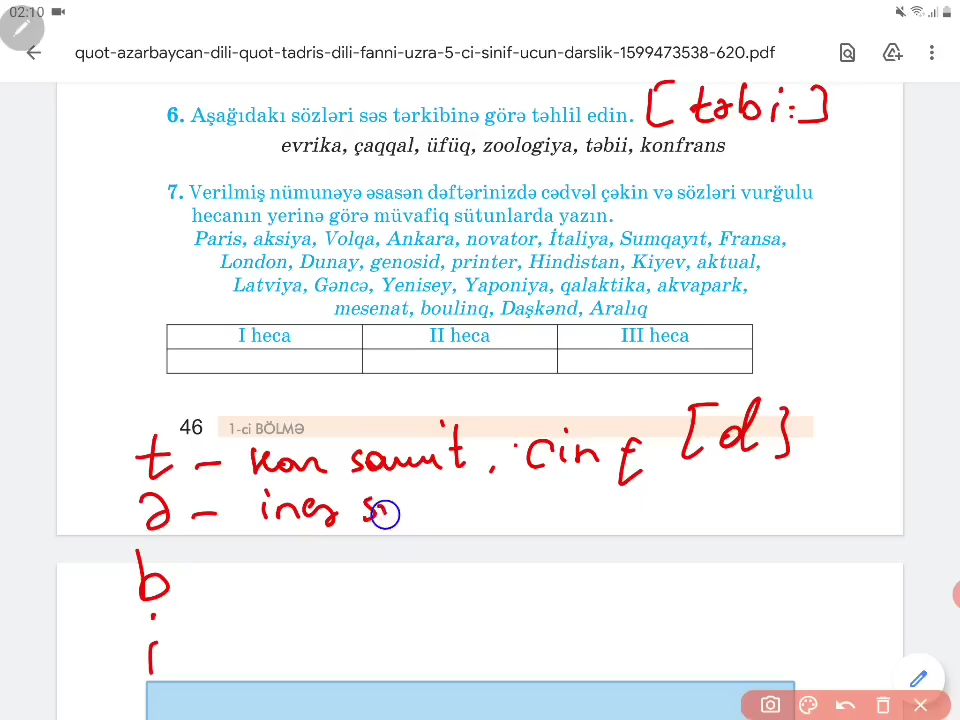 02:10
quot-azarbaycan-dili-quot-tadris-dili-fanni-uzra-5-ci-sinif-ucun-darslik-1599473538-620.pdf
6. Aşağıdakı sözləri səs tərkibinə görə təhlil edin. [təbi:]
evrika, çaqqal, üfüq, zoologiya, təbii, konfrans
7. Verilmiş nümunəyə əsasən dəftərinizdə cədvəl çəkin və sözləri vurğulu
hecanın yerinə görə müvafiq sütunlarda yazın.
Paris, aksiya, Volqa, Ankara, novator, İtaliya, Sumqayıt, Fransa,
London, Dunay, genosid, printer, Hindistan, Kiyev, aktual,
Latviya, Gəncə, Yenisey, Yaponiya, qalaktika, akvapark,
mesenat, boulinq, Daşkənd, Aralıq
I heca II heca III heca
46 1-ci BÖLMƏ
t - kar samit, cing [d]
ə - incə s
b
i